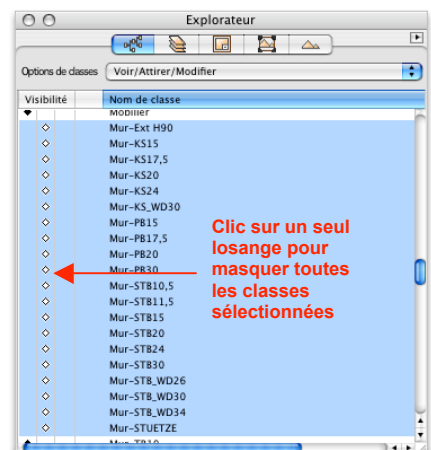 Explorateur
Options de classes Voir/Attirer/Modifier
Visibilité Nom de classe
Mobilier
Mur-Ext H90
Mur-KS15
Mur-KS17,5
Mur-KS20
Mur-KS24
Mur-KS_WD30
Mur-PB15
Mur-PB17,5
Mur-PB20
Mur-PB30
Mur-STB10,5
Mur-STB11,5
Mur-STB15
Mur-STB20
Mur-STB24
Mur-STB30
Mur-STB_WD26
Mur-STB_WD30
Mur-STB_WD34
Mur-STUETZE
Mur-TB10
Clic sur un seul
losange pour
masquer toutes
les classes
sélectionnées